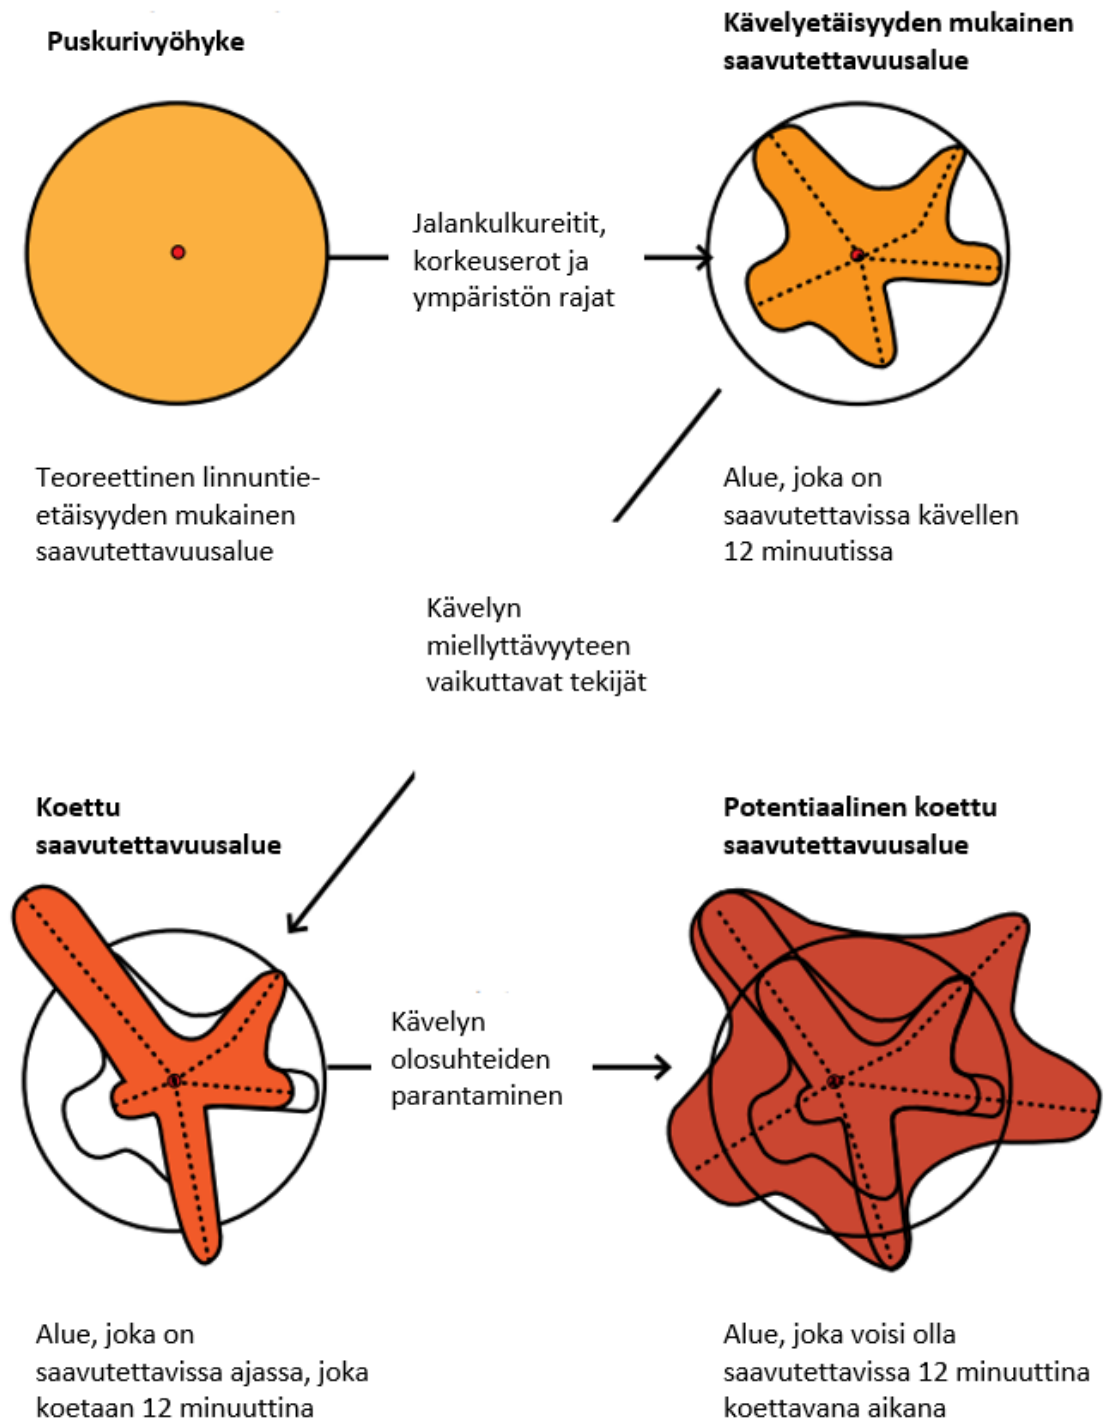 Puskurivyöhyke
Kävelyetäisyyden mukainen
saavutettavuusalue
Jalankulkureitit,
korkeuserot ja
ympäristön rajat
Teoreettinen linnuntie-
etäisyyden mukainen
saavutettavuusalue
Alue, joka on
saavutettavissa kävellen
12 minuutissa
Kävelyn
miellyttävyyteen
vaikuttavat tekijät
Koettu
saavutettavuusalue
Potentiaalinen koettu
saavutettavuusalue
Kävelyn
olosuhteiden
parantaminen
Alue, joka on
saavutettavissa ajassa, joka
koetaan 12 minuuttina
Alue, joka voisi olla
saavutettavissa 12 minuuttina
koettavana aikana